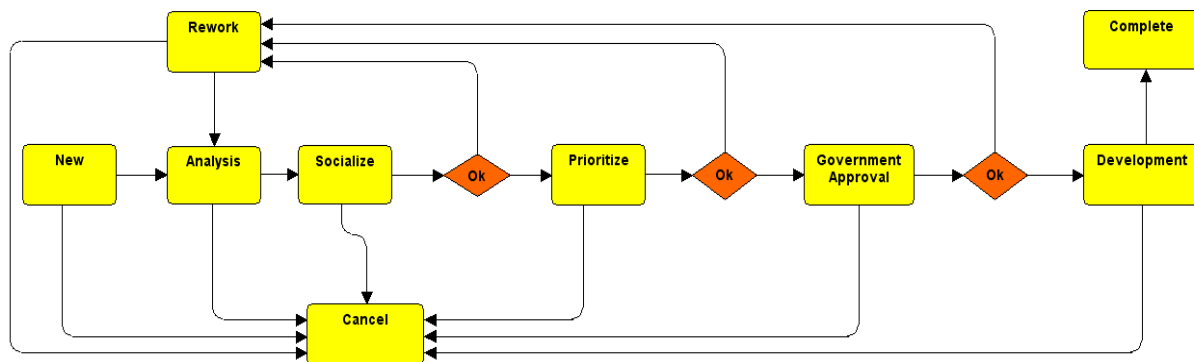 Rework
Complete
New
Analysis
Socialize
Ok
Prioritize
Ok
Government
Approval
Ok
Development
Cancel